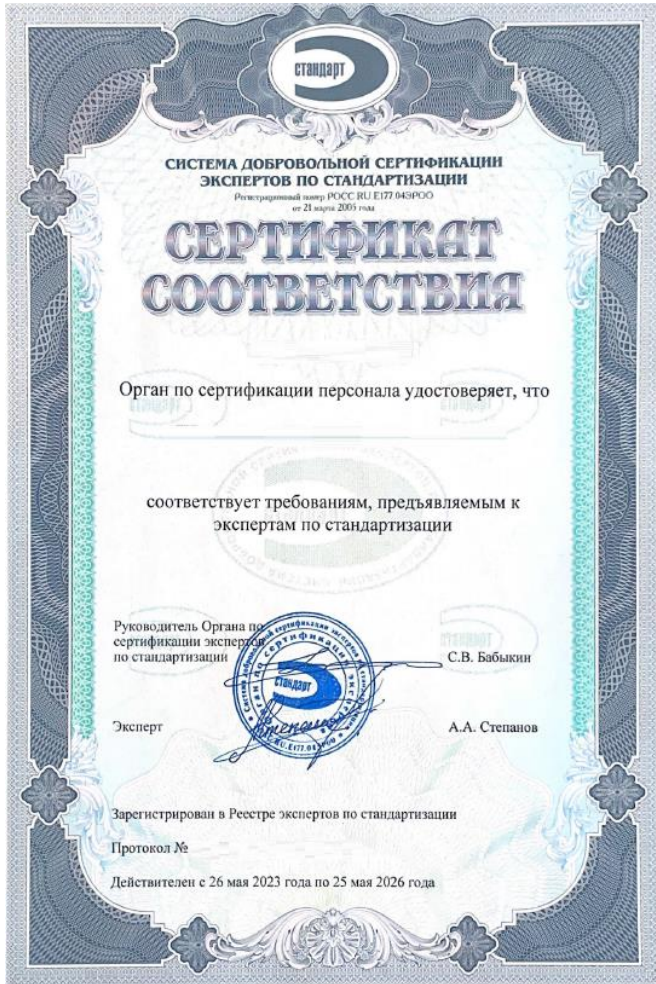 стандарт
СИСТЕМА ДОБРОВОЛЬНОЙ СЕРТИФИКАЦИИ
ЭКСПЕРТОВ ПО СТАНДАРТИЗАЦИИ
Регистрационный номер РОСС RU.E177.04ЭРОО
от 21 марта 2005 года
СЕРТИФИКАТ
СООТВЕТСТВИЯ
Орган по сертификации персонала удостоверяет, что
соответствует требованиям, предъявляемым к
экспертам по стандартизации
Руководитель Органа по
сертификации экспертов
по стандартизации
С.В. Бабыкин
стандарт
Эксперт
А.А. Степанов
Зарегистрирован в Реестре экспертов по стандартизации
Протокол №
Действителен с 26 мая 2023 года по 25 мая 2026 года